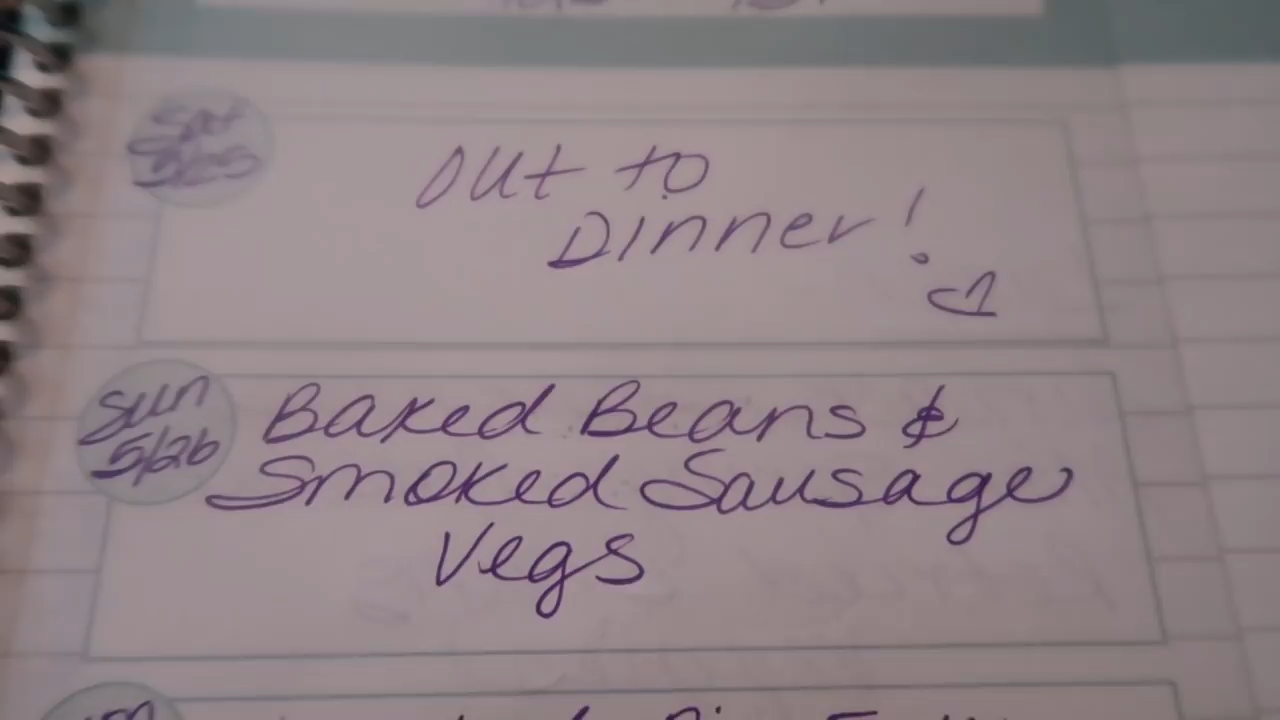 Sat
5/25
Out to
Dinner!
Sun
5/26
Baked Beans &
Smoked Sausage
Vegs